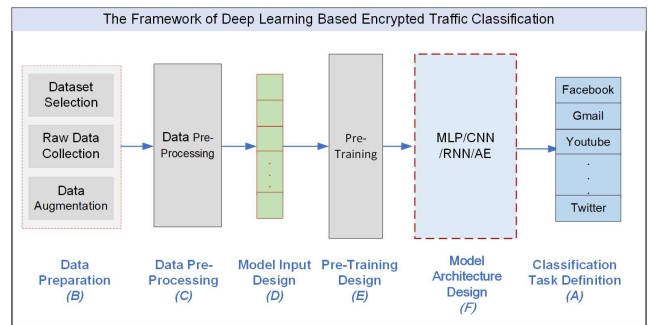 The Framework of Deep Learning Based Encrypted Traffic Classification
Dataset
Selection
Raw Data
Collection
Data
Augmentation
Data Pre-
Processing
.
.
.
Pre-
Training
MLP/CNN
/RNN/AE
Facebook
Gmail
Youtube
.
.
.
Twitter
Data
Preparation
(B)
Data Pre-
Processing
(C)
Model Input
Design
(D)
Pre-Training
Design
(E)
Model
Architecture
Design
(F)
Classification
Task Definition
(A)